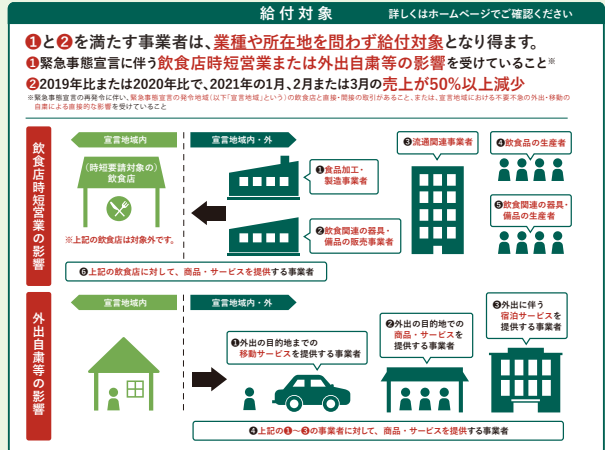 給付対象
詳しくはホームページでご確認ください
❶と❷を満たす事業者は、業種や所在地を問わず給付対象となり得ます。
❶緊急事態宣言に伴う飲食店時短営業または外出自粛等の影響を受けていること※
❷2019年比または2020年比で、2021年の1月、2月または3月の売上が50%以上減少
※緊急事態宣言の再発令に伴い、緊急事態宣言の発令地域(以下「宣言地域」という)の飲食店と直接・間接の取引があること、または、宣言地域における不要不急の外出・移動の
自粛による直接的な影響を受けていること
飲食店時短営業の影響
宣言地域内
宣言地域内・外
(時短要請対象の)
飲食店
※上記の飲食店は対象外です。
❶食品加工・
製造事業者
❷飲食関連の器具・
備品の販売事業者
❸流通関連事業者
❹飲食品の生産者
❺飲食関連の器具・
備品の生産者
❻上記の飲食店に対して、商品・サービスを提供する事業者
外出自粛等の影響
宣言地域内
宣言地域内・外
❶外出の目的地までの
移動サービスを提供する事業者
❷外出の目的地での
商品・サービスを
提供する事業者
❸外出に伴う
宿泊サービスを
提供する事業者
❹上記の❶〜❸の事業者に対して、商品・サービスを提供する事業者